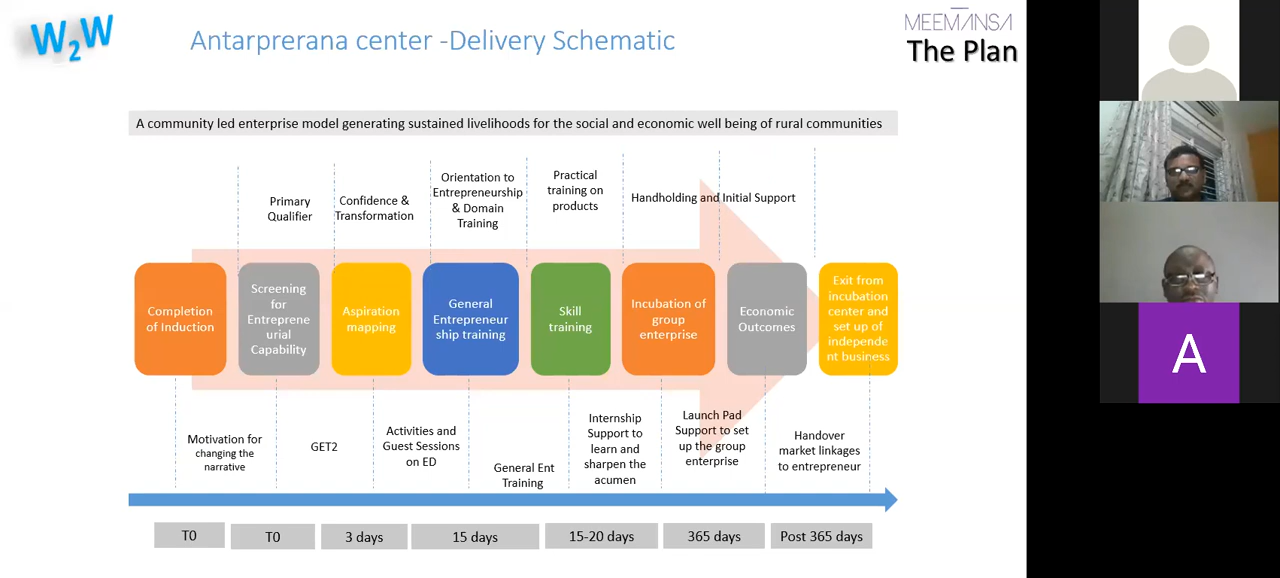 W2W
Antarprerana center -Delivery Schematic
MEEMANSA
The Plan
A community led enterprise model generating sustained livelihoods for the social and economic well being of rural communities
Primary
Qualifier
Confidence &
Transformation
Orientation to
Entrepreneurship
& Domain
Training
Practical
training on
products
Handholding and Initial Support
Completion
of Induction
Screening
for
Entreprene
urial
Capability
Aspiration
mapping
General
Entrepreneur
ship training
Skill
training
Incubation of
group
enterprise
Economic
Outcomes
Exit from
incubation
center and
set up of
independe
nt business
Motivation for
changing the
narrative
GET2
Activities and
Guest Sessions
on ED
General Ent
Training
Internship
Support to
learn and
sharpen the
acumen
Launch Pad
Support to set
up the group
enterprise
Handover
market linkages
to entrepreneur
T0
T0
3 days
15 days
15-20 days
365 days
Post 365 days
A